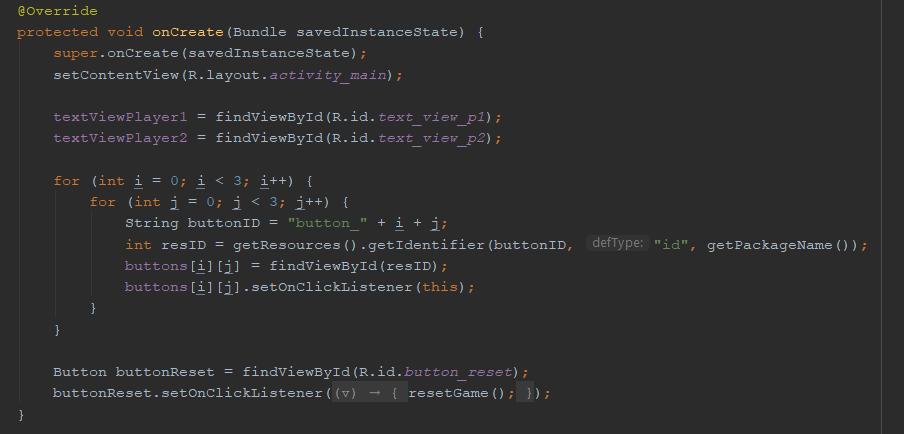 @Override
protected void onCreate(Bundle savedInstanceState) {
super.onCreate(savedInstanceState);
setContentView(R.layout.activity_main);
textViewPlayer1 = findViewById(R.id.text_view_p1);
textViewPlayer2 = findViewById(R.id.text_view_p2);
for (int i = 0; i < 3; i++) {
for (int j = 0; j < 3; j++) {
String buttonID = "button_" + i + j;
int resID = getResources().getIdentifier(buttonID, defType: "id", getPackageName());
buttons[i][j] = findViewById(resID);
buttons[i][j].setOnClickListener(this);
}
}
Button buttonReset = findViewById(R.id.button_reset);
buttonReset.setOnClickListener((v) → { resetGame(); });
}